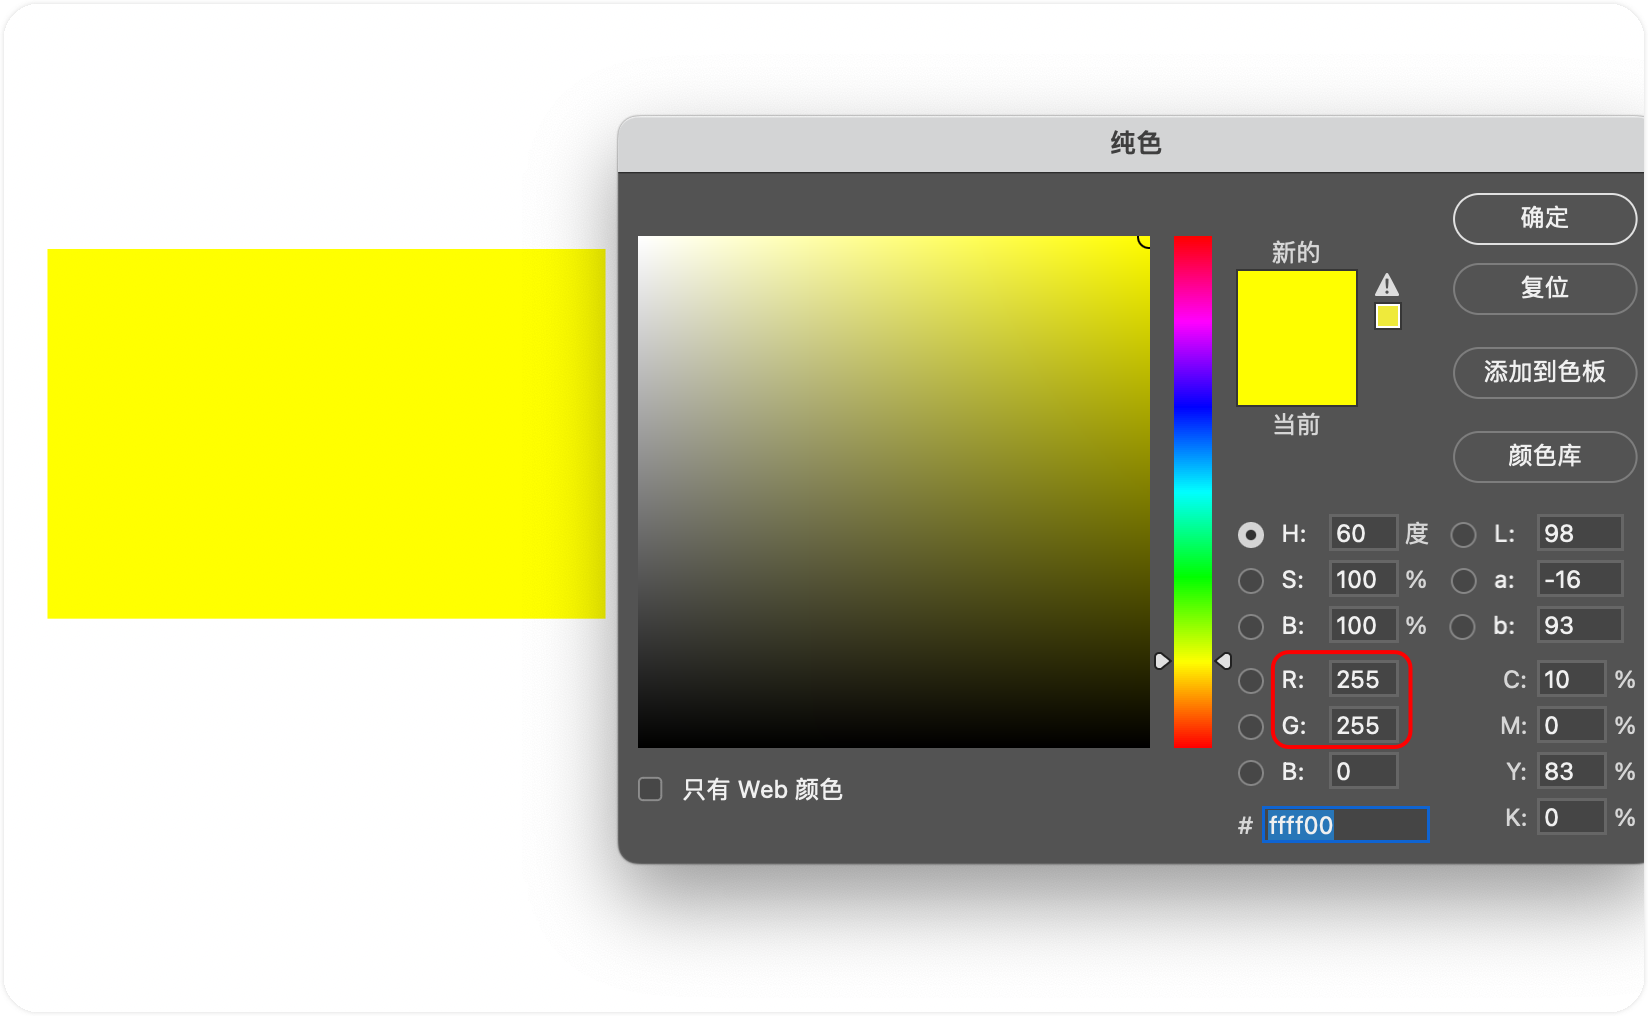 纯色
确定
新的
复位
当前
添加到色板
颜色库
H: 60 度 L: 98
S: 100 % a: -16
B: 100 % b: 93
R: 255 C: 10 %
G: 255 M: 0 %
B: 0 Y: 83 %
只有 Web 颜色
# ffff00 K: 0 %